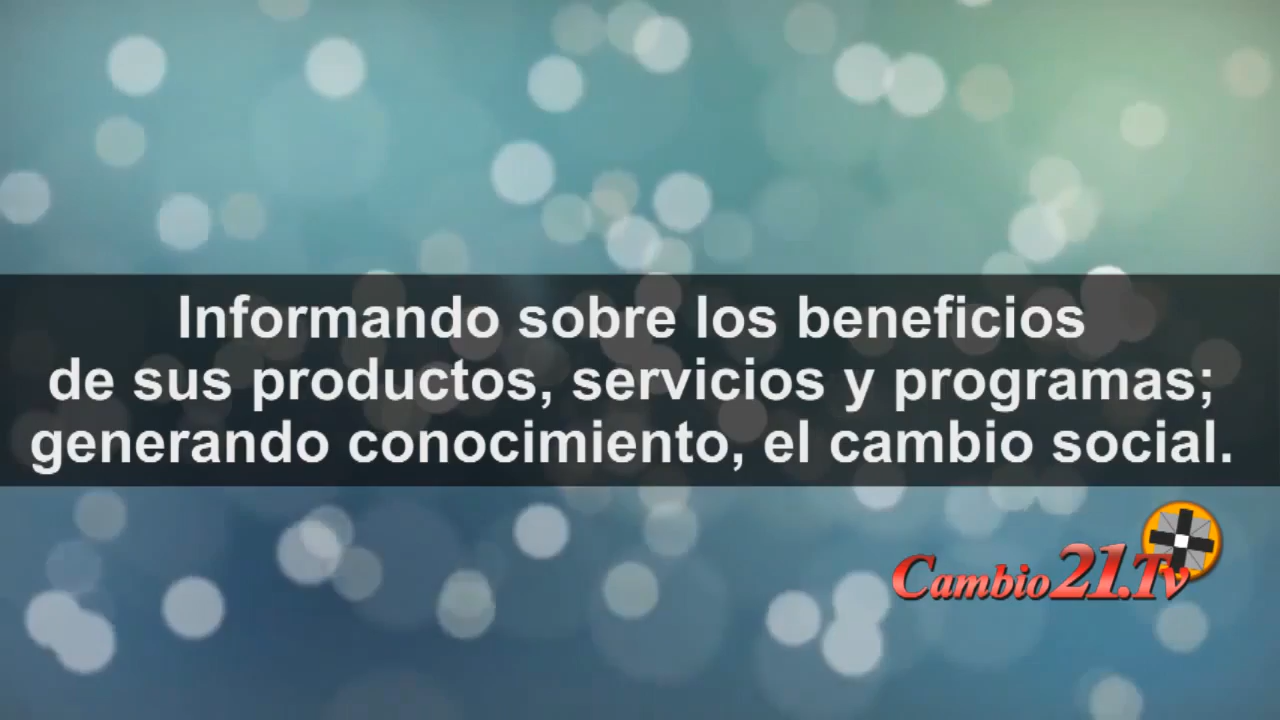 Informando sobre los beneficios
de sus productos, servicios y programas;
generando conocimiento, el cambio social.
Cambio21.Tv